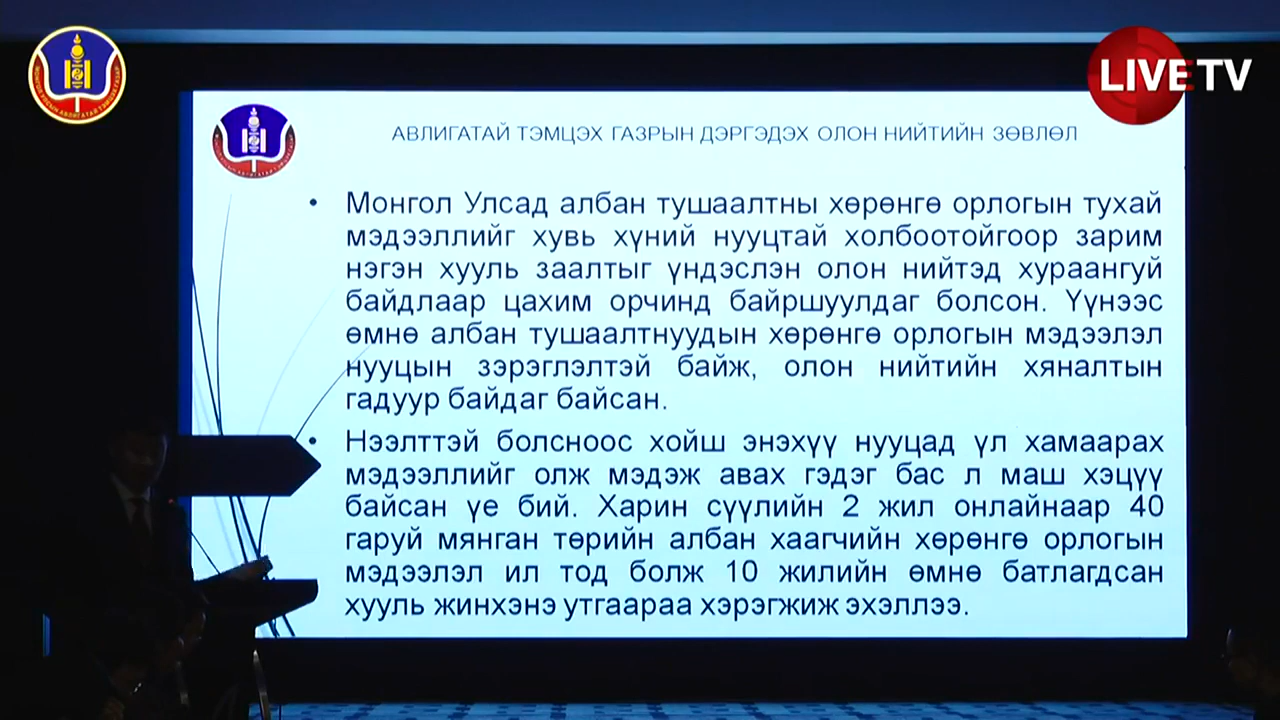 LIVE TV
АВЛИГАТАЙ ТЭМЦЭХ ГАЗРЫН ДЭРГЭДЭХ ОЛОН НИЙТИЙН ЗӨВЛӨЛ
• Монгол Улсад албан тушаалтны хөрөнгө орлогын тухай
мэдээллийг хувь хүний нууцтай холбоотойгоор зарим
нэгэн хууль заалтыг үндэслэн олон нийтэд хураангуй
байдлаар цахим орчинд байршуулдаг болсон. Үүнээс
өмнө албан тушаалтнуудын хөрөнгө орлогын мэдээлэл
нууцын зэрэглэлтэй байж, олон нийтийн хяналтын
гадуур байдаг байсан.
• Нээлттэй болсноос хойш энэхүү нууцад үл хамаарах
мэдээллийг олж мэдэж авах гэдэг бас л маш хэцүү
байсан үе бий. Харин сүүлийн 2 жил онлайнаар 40
гаруй мянган төрийн албан хаагчийн хөрөнгө орлогын
мэдээлэл ил тод болж 10 жилийн өмнө батлагдсан
хууль жинхэнэ утгаараа хэрэгжиж эхэллээ.